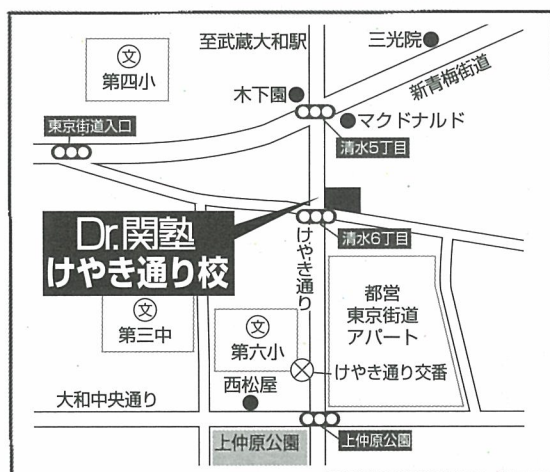 至武蔵大和駅
三光院
文
第四小
新青梅街道
木下園
マクドナルド
東京街道入口
清水5丁目
Dr.関塾
けやき通り校
清水6丁目
けやき通り
文
第三中
都営
東京街道
アパート
文
第六小
けやき通り交番
西松屋
大和中央通り
上仲原公園
上仲原公園